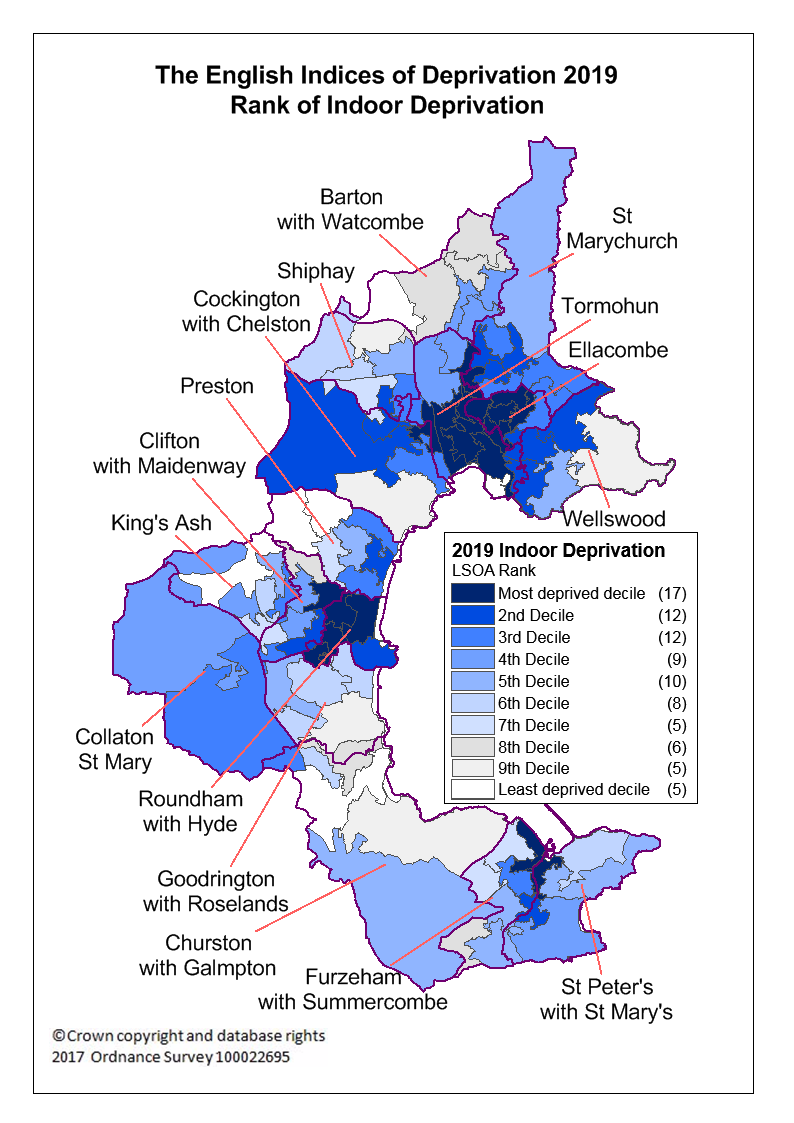 The English Indices of Deprivation 2019
Rank of Indoor Deprivation
Barton
with Watcombe
St
Marychurch
Shiphay
Cockington
with Chelston
Tormohun
Ellacombe
Preston
Clifton
with Maidenway
King's Ash
Wellswood
2019 Indoor Deprivation
LSOA Rank
Most deprived decile (17)
2nd Decile (12)
3rd Decile (12)
4th Decile (9)
5th Decile (10)
6th Decile (8)
7th Decile (5)
8th Decile (6)
9th Decile (5)
Least deprived decile (5)
Collaton
St Mary
Roundham
with Hyde
Goodrington
with Roselands
Churston
with Galmpton
Furzeham
with Summercombe
St Peter's
with St Mary's
©Crown copyright and database rights
2017 Ordnance Survey 100022695